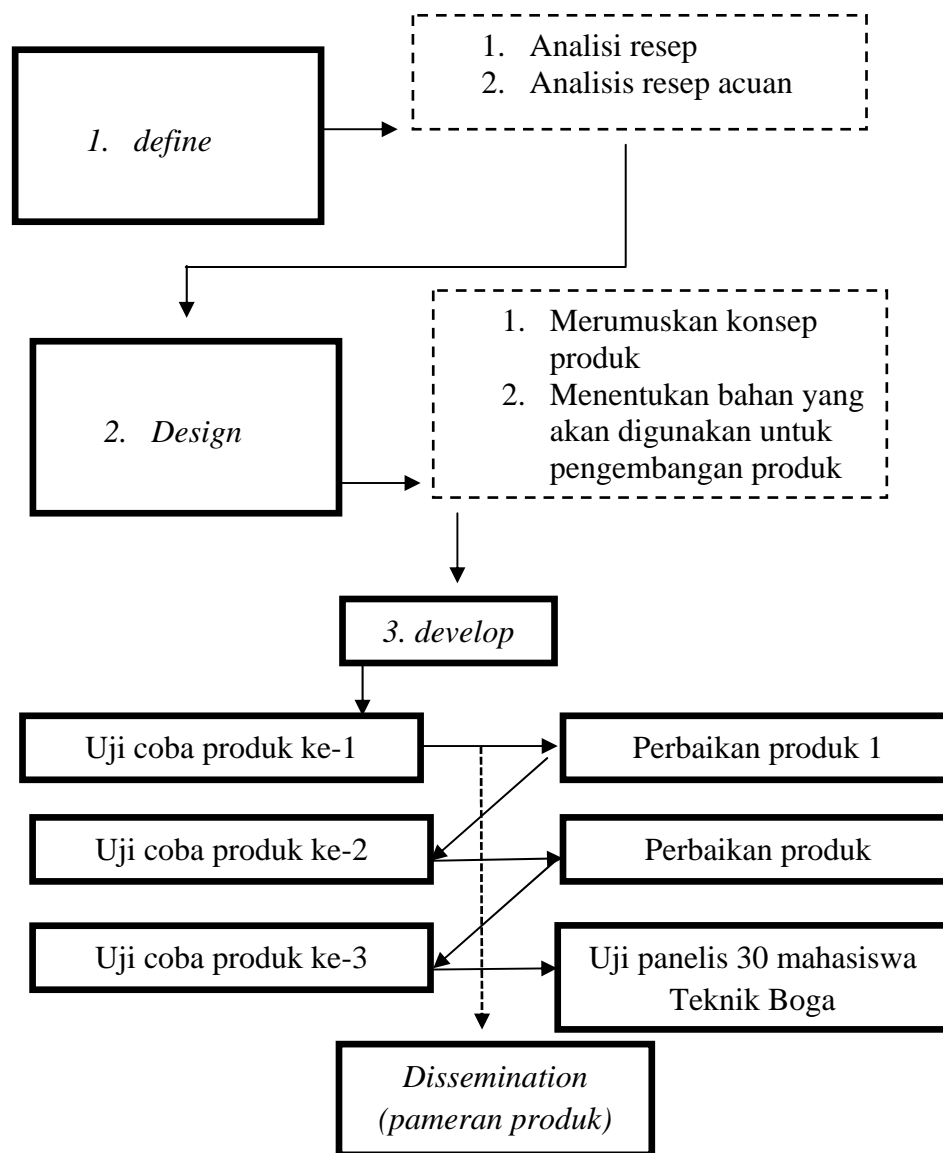 1. Analisi resep
2. Analisis resep acuan
1. define
1. Merumuskan konsep
produk
2. Menentukan bahan yang
akan digunakan untuk
pengembangan produk
2. Design
3. develop
Uji coba produk ke-1
Perbaikan produk 1
Uji coba produk ke-2
Perbaikan produk
Uji coba produk ke-3
Uji panelis 30 mahasiswa
Teknik Boga
Dissemination
(pameran produk)